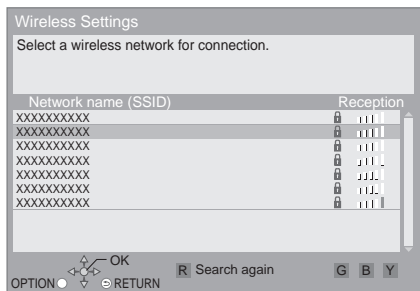 Wireless Settings
Select a wireless network for connection.
Network name (SSID) Reception
XXXXXXXXXX
XXXXXXXXXX
XXXXXXXXXX
XXXXXXXXXX
XXXXXXXXXX
XXXXXXXXXX
XXXXXXXXXX
OK
R Search again G B Y
OPTION RETURN